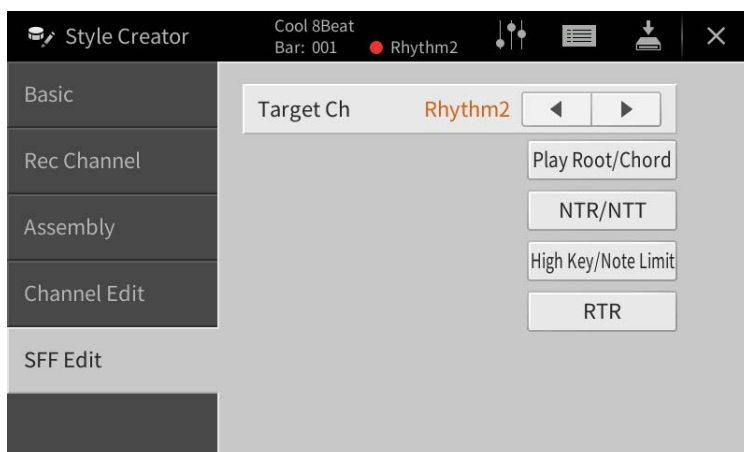 Style Creator
Cool 8Beat
Bar: 001 Rhythm2
Basic
Rec Channel
Assembly
Channel Edit
SFF Edit
Target Ch Rhythm2
Play Root/Chord
NTR/NTT
High Key/Note Limit
RTR